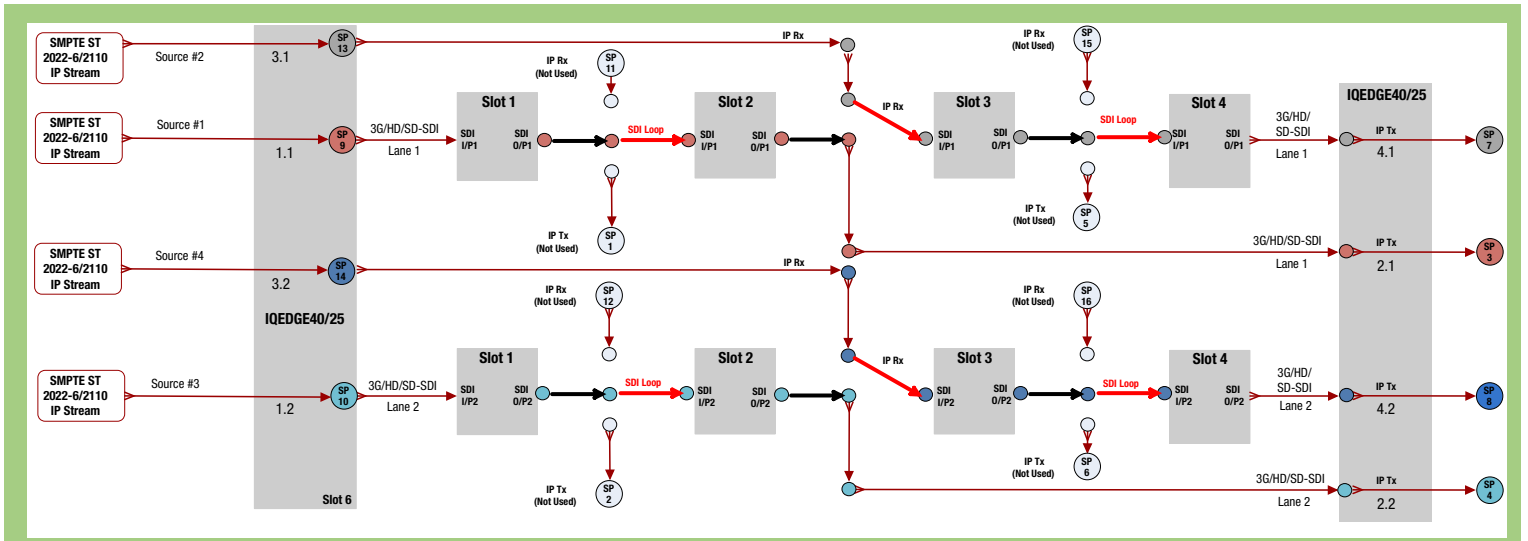 SMPTE ST
2022-6/2110
IP Stream
Source #2
3.1
SP
13
IP Rx
IP Rx
(Not Used)
SP
11
IP Rx
(Not Used)
SP
15
SMPTE ST
2022-6/2110
IP Stream
Source #1
1.1
SP
9
3G/HD/SD-SDI
Lane 1
Slot 1
SDI
I/P1
SDI
O/P1
SDI Loop
Slot 2
SDI
I/P1
SDI
O/P1
IP Rx
Slot 3
SDI
I/P1
SDI
O/P1
SDI Loop
Slot 4
SDI
I/P1
SDI
O/P1
3G/HD/
SD-SDI
Lane 1
IQEDGE40/25
IP Tx
4.1
SP
7
IP Tx
(Not Used)
SP
1
IP Tx
(Not Used)
SP
5
3G/HD/SD-SDI
Lane 1
IP Tx
2.1
SP
3
SMPTE ST
2022-6/2110
IP Stream
Source #4
3.2
SP
14
IP Rx
IQEDGE40/25
IP Rx
(Not Used)
SP
12
IP Rx
(Not Used)
SP
16
SMPTE ST
2022-6/2110
IP Stream
Source #3
1.2
SP
10
3G/HD/SD-SDI
Lane 2
Slot 1
SDI
I/P2
SDI
O/P2
SDI Loop
Slot 2
SDI
I/P2
SDI
O/P2
IP Rx
Slot 3
SDI
I/P2
SDI
O/P2
SDI Loop
Slot 4
SDI
I/P2
SDI
O/P2
3G/HD/
SD-SDI
Lane 2
IP Tx
4.2
SP
8
IP Tx
(Not Used)
SP
2
IP Tx
(Not Used)
SP
6
3G/HD/SD-SDI
Lane 2
IP Tx
2.2
SP
4
Slot 6